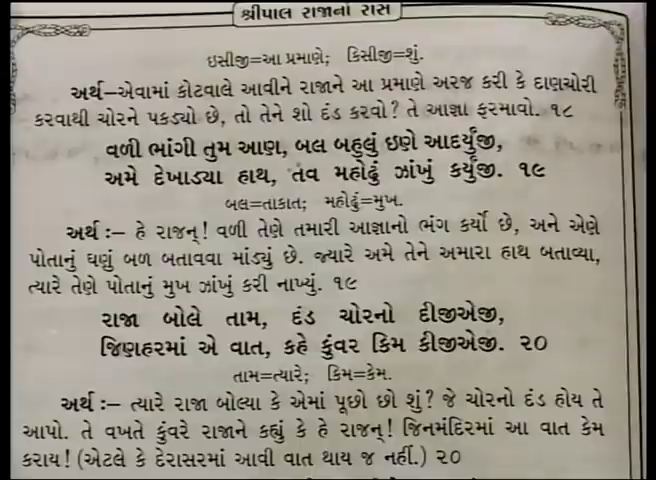 શ્રીપાલ રાજાનો રાસ
ઇસીજી=આ પ્રમાણે; કિસીજી=શું.
અર્થ–એવામાં કોટવાલે આવીને રાજાને આ પ્રમાણે અરજ કરી કે દાણચોરી
કરવાથી ચોરને પકડ્યો છે, તો તેને શો દંડ કરવો? તે આજ્ઞા ફરમાવો. ૧૮
વળી ભાંગી તુમ આણ, બલ બહુલું ઇણે આદર્યુંજી,
અમે દેખાડ્યા હાથ, તવ મહોઢું ઝાંખું કર્યુંજી. ૧૯
બલ=તાકાત; મહોઢું=મુખ.
અર્થ :– હે રાજન્! વળી તેણે તમારી આજ્ઞાનો ભંગ કર્યો છે, અને એણે
પોતાનું ઘણું બળ બતાવવા માંડ્યું છે. જ્યારે અમે તેને અમારા હાથ બતાવ્યા,
ત્યારે તેણે પોતાનું મુખ ઝાંખું કરી નાખ્યું. ૧૯
રાજા બોલે તામ, દંડ ચોરનો દીજીએજી,
જિણહરમાં એ વાત, કહે કુંવર કિમ કીજીએજી. ૨૦
તામ=ત્યારે; કિમ=કેમ.
અર્થ :– ત્યારે રાજા બોલ્યા કે એમાં પૂછો છો શું? જે ચોરનો દંડ હોય તે
આપો. તે વખતે કુંવરે રાજાને કહ્યું કે હે રાજન્! જિનમંદિરમાં આ વાત કેમ
કરાય! (એટલે કે દેરાસરમાં આવી વાત થાય જ નહીં.) ૨૦